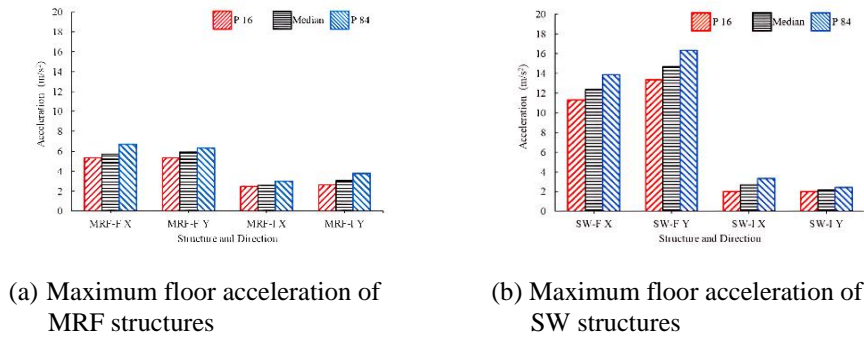 P 16 Median P 84
20
18
16
14
12
10
8
6
4
2
0
Acceleration (m/s²)
MRF-F X MRF-F Y MRF-I X MRF-I Y
Structure and Direction
P 16 Median P 84
20
18
16
14
12
10
8
6
4
2
0
Acceleration (m/s²)
SW-F X SW-F Y SW-I X SW-I Y
Structure and Direction
(a) Maximum floor acceleration of
MRF structures
(b) Maximum floor acceleration of
SW structures